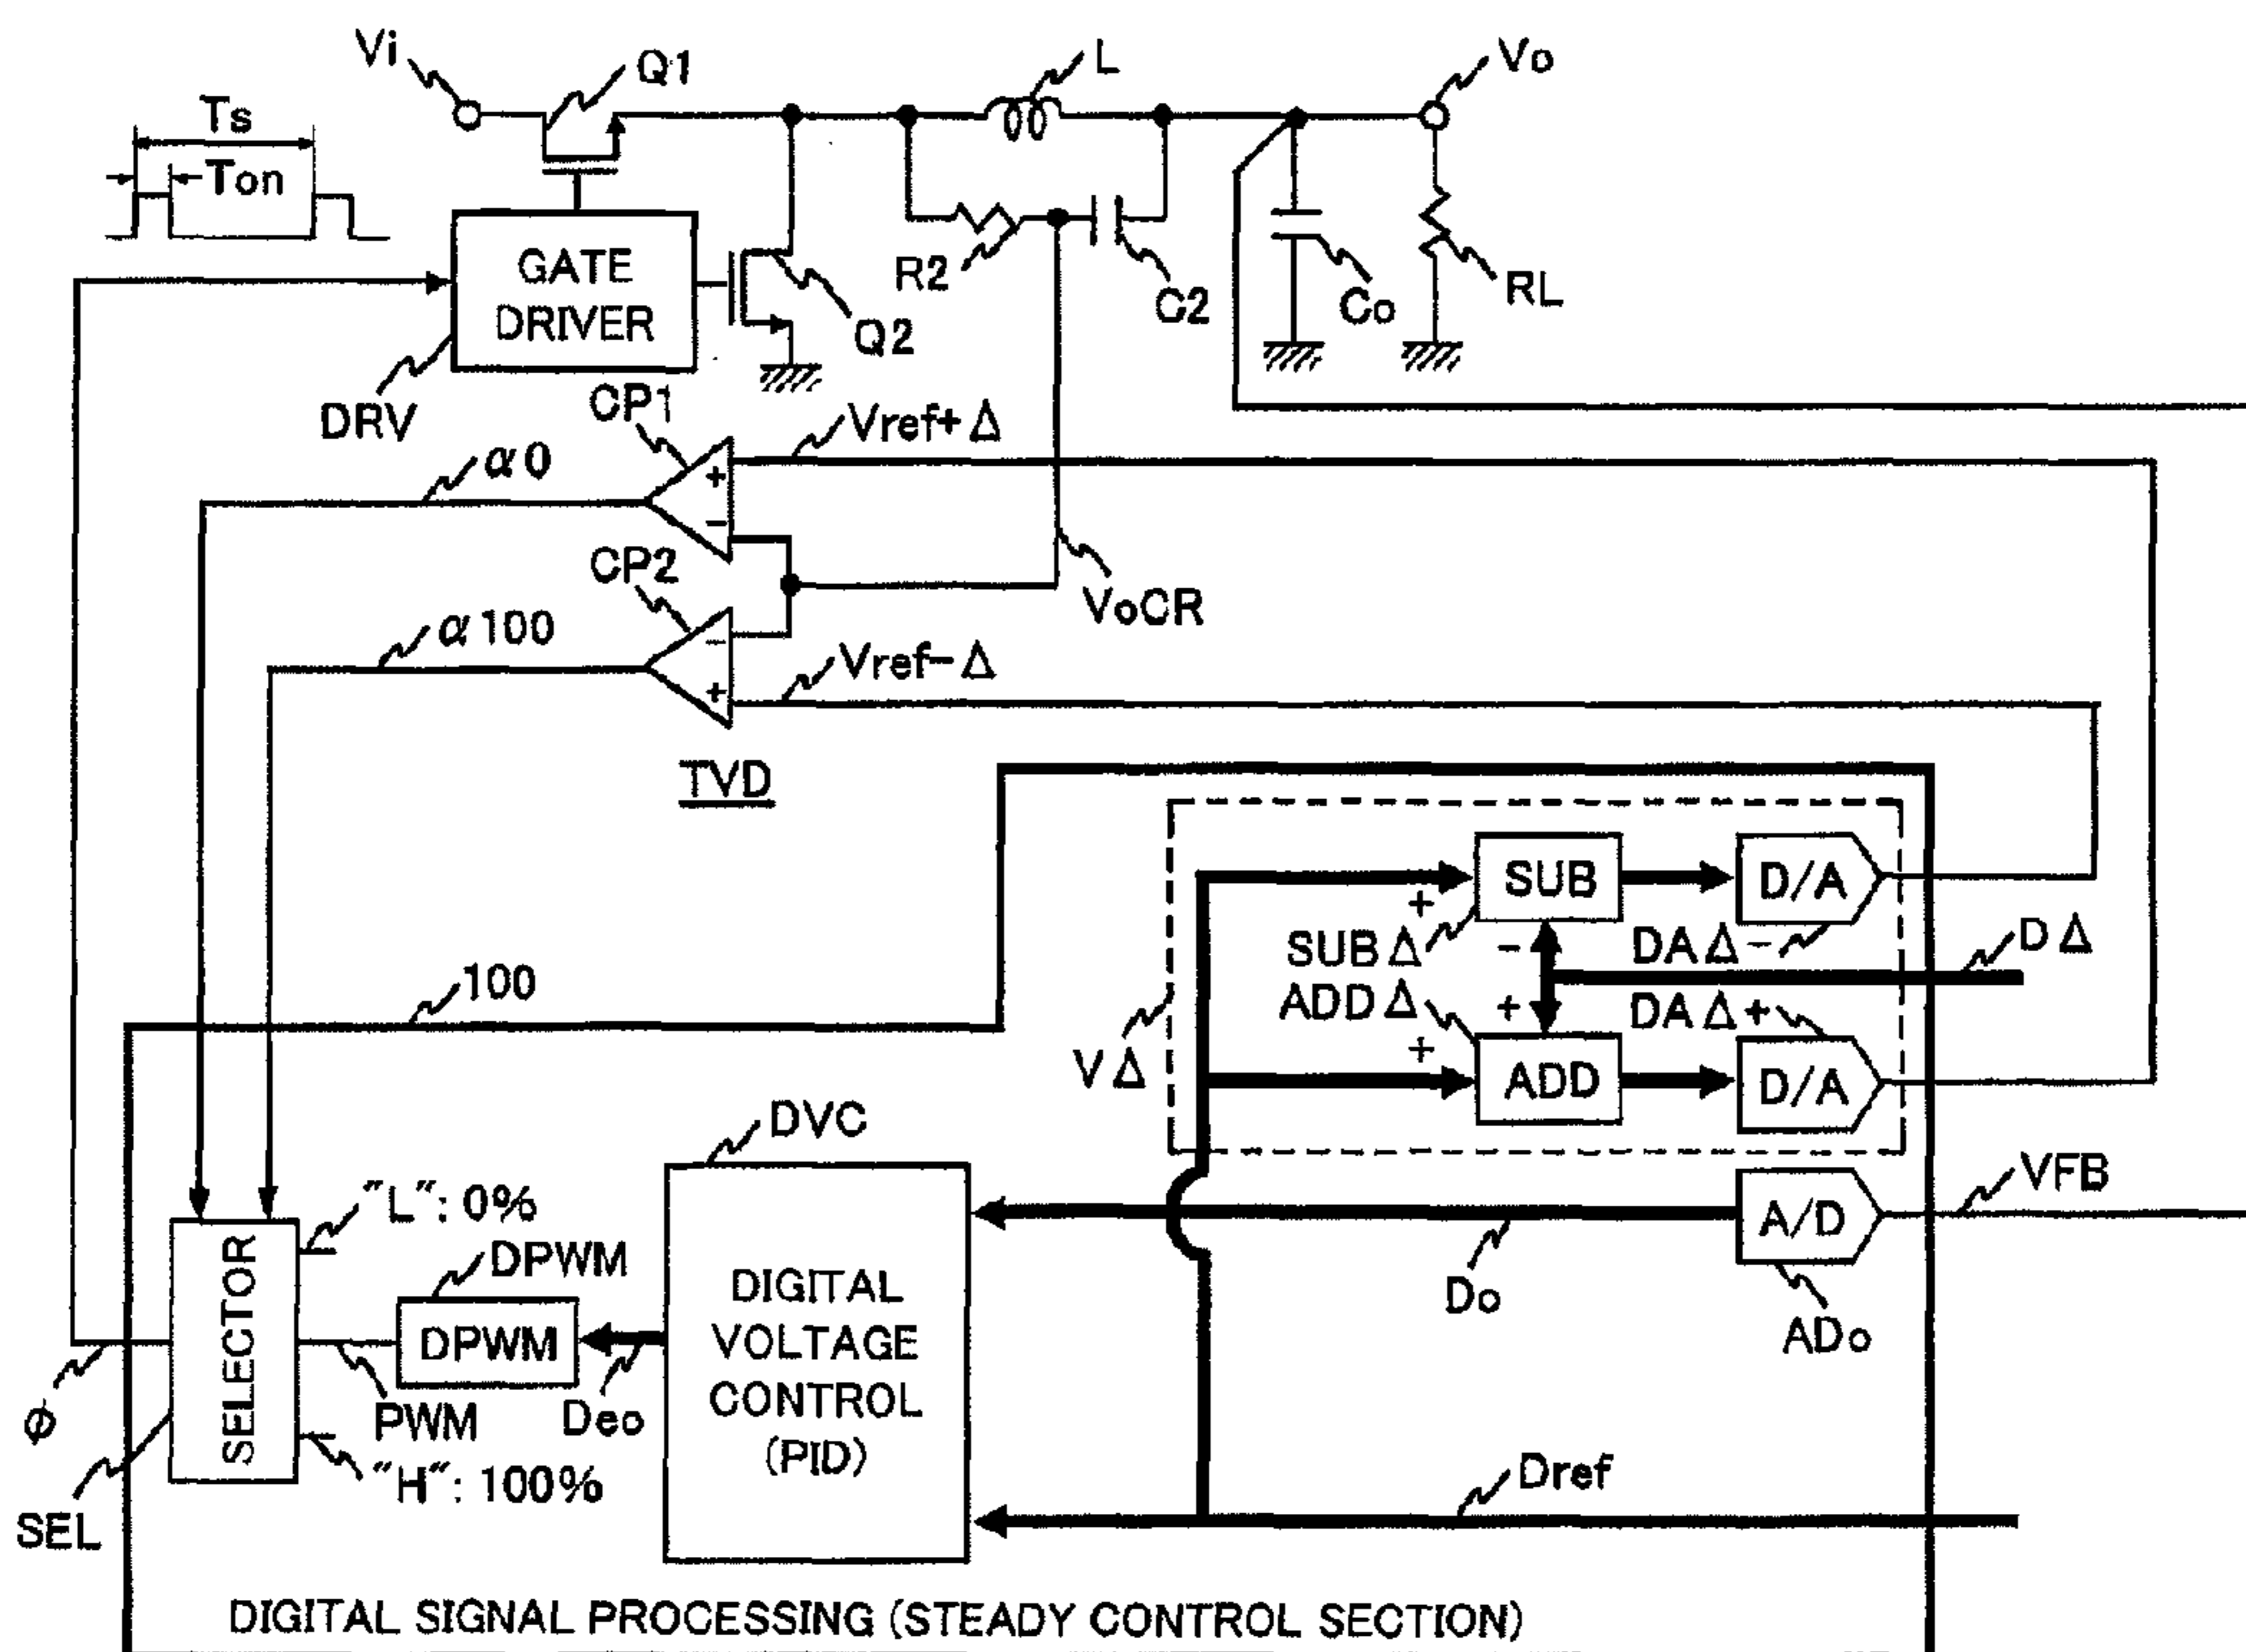 Vi
Q1
L
Vo
Ts
Ton
GATE
DRIVER
R2
C2
Co
RL
Q2
DRV
CP1
Vref+Δ
α0
CP2
VoCR
α100
Vref-Δ
+
-
-
+
TVD
SUB
D/A
+
SUBΔ
-
DAΔ-
DΔ
100
ADDΔ
+
DAΔ+
+
VΔ
ADD
D/A
DVC
VFB
"L": 0%
A/D
DPWM
SELECTOR
DPWM
DIGITAL
VOLTAGE
CONTROL
(PID)
Do
ADo
φ
PWM
Deo
"H": 100%
Dref
SEL
DIGITAL SIGNAL PROCESSING (STEADY CONTROL SECTION)